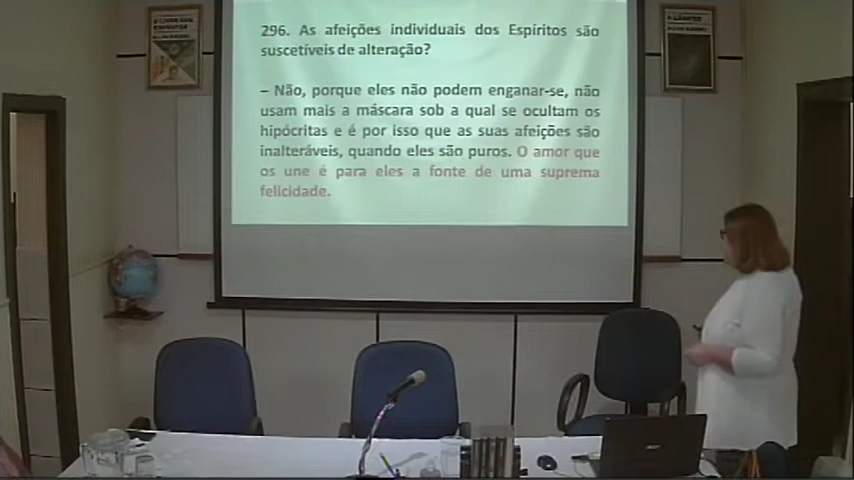 296. As afeições individuais dos Espíritos são
suscetíveis de alteração?
– Não, porque eles não podem enganar-se, não
usam mais a máscara sob a qual se ocultam os
hipócritas e é por isso que as suas afeições são
inalteráveis, quando eles são puros. O amor que
os une é para eles a fonte de uma suprema
felicidade.